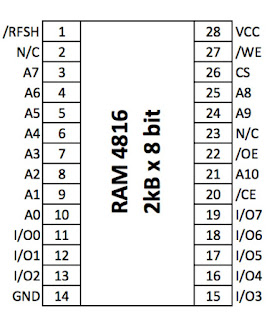 /RFSH 1 28 VCC
N/C 2 27 /WE
A7 3 26 CS
A6 4 25 A8
A5 5 24 A9
A4 6 23 N/C
A3 7 22 /OE
A2 8 21 A10
A1 9 20 /CE
A0 10 19 I/O7
I/O0 11 18 I/O6
I/O1 12 17 I/O5
I/O2 13 16 I/O4
GND 14 15 I/O3
RAM 4816
2kB x 8 bit